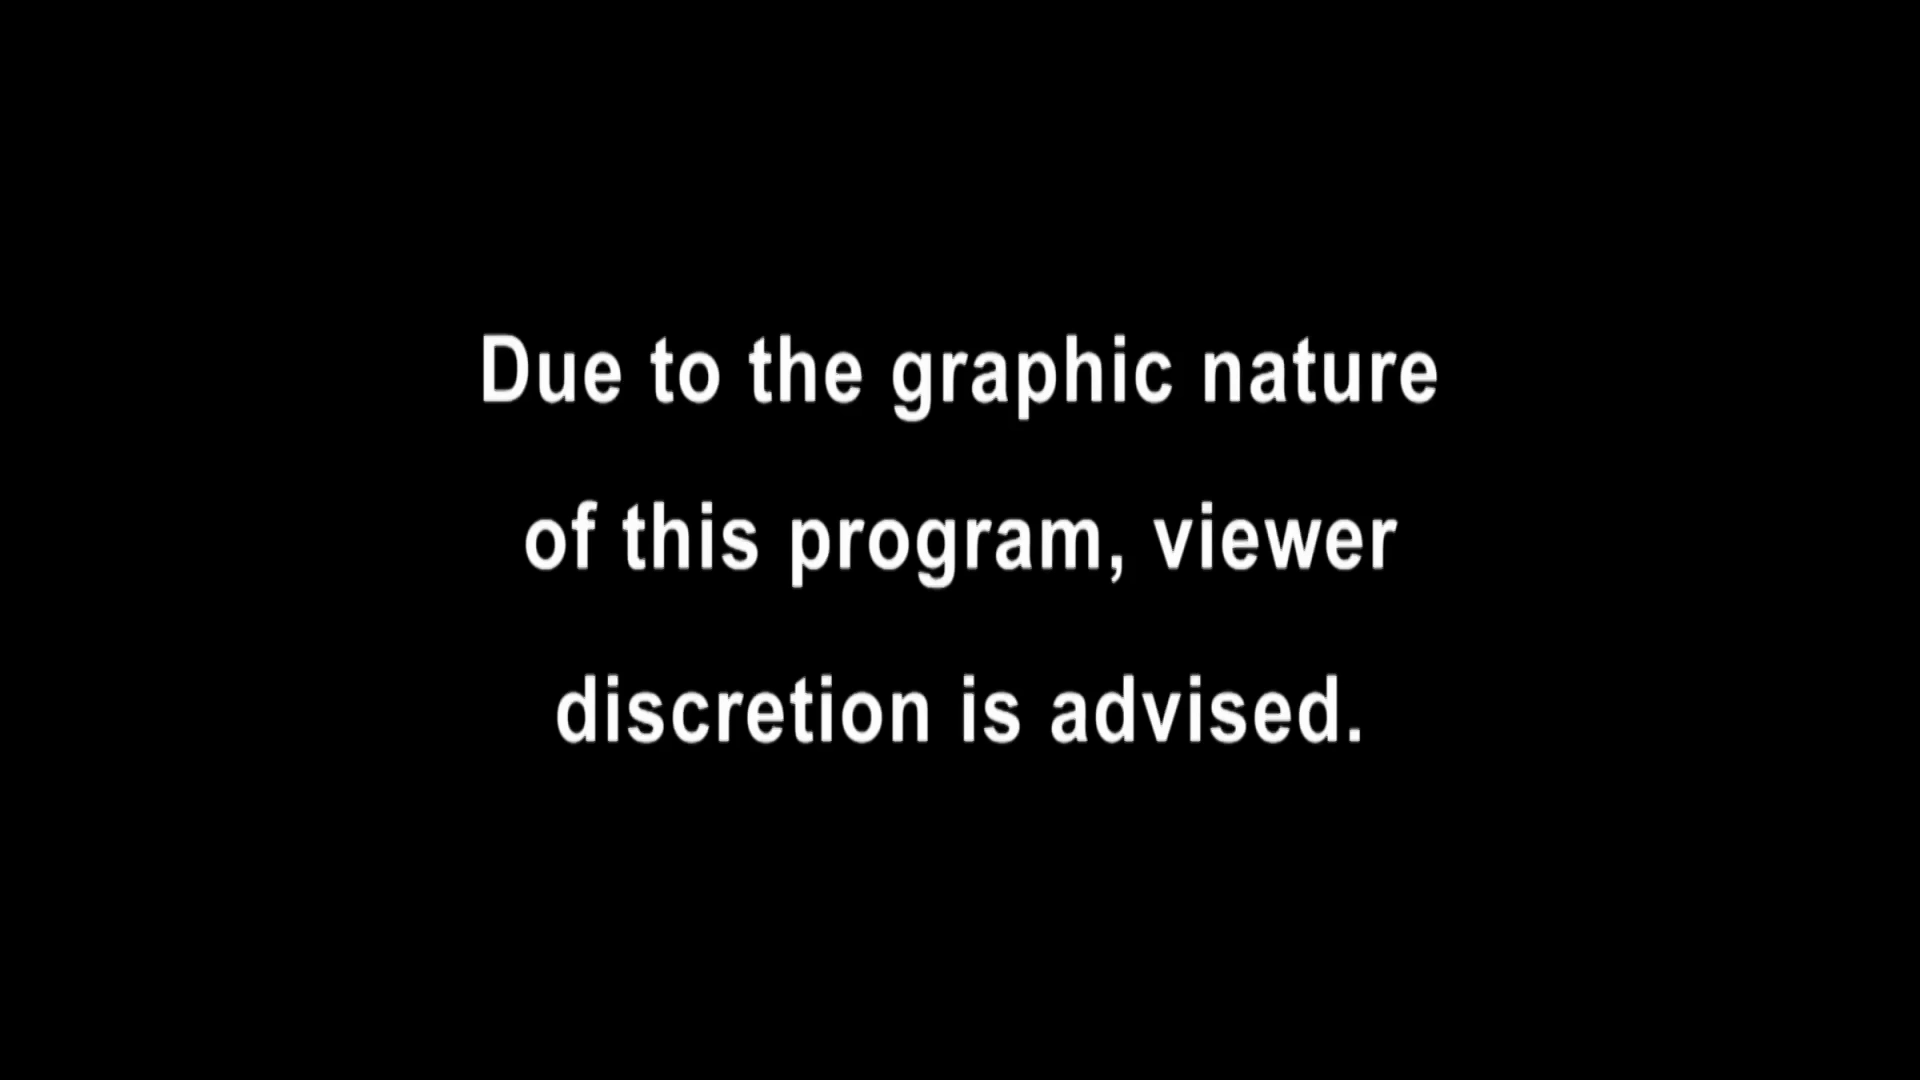 Due to the graphic nature
of this program, viewer
discretion is advised.